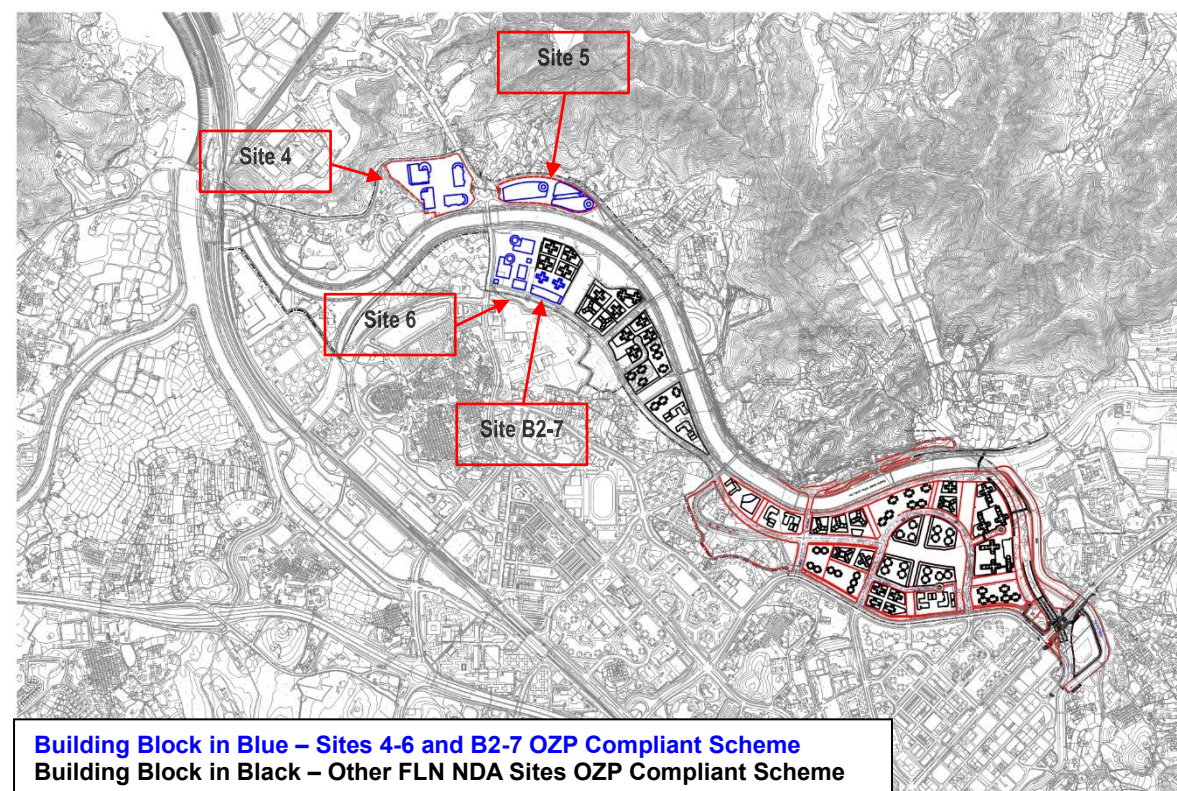 Site 5
Site 4
Site 6
Site B2-7
Building Block in Blue – Sites 4-6 and B2-7 OZP Compliant Scheme
Building Block in Black – Other FLN NDA Sites OZP Compliant Scheme